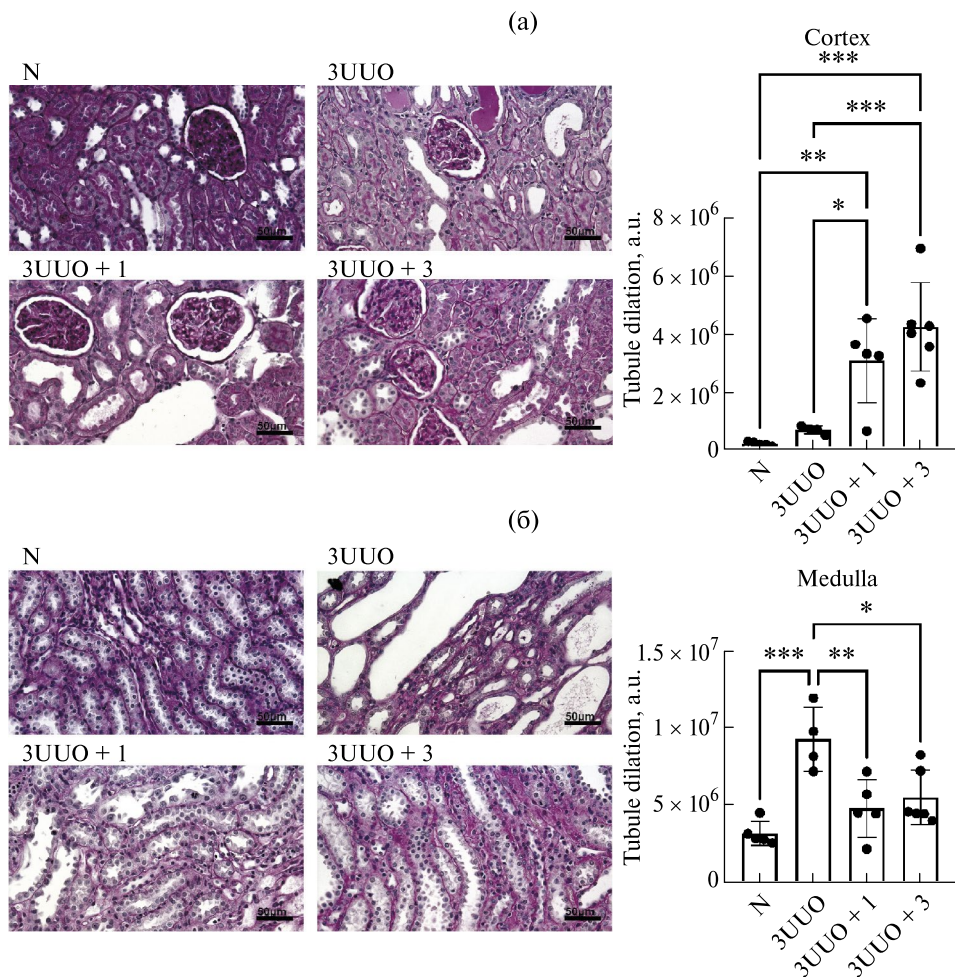 (а)
N
3UUO
50µm
50µm
3UUO + 1
3UUO + 3
50µm
50µm
Cortex
***
***
**
*
Tubule dilation, a.u.
8 × 10⁶
6 × 10⁶
4 × 10⁶
2 × 10⁶
0
N
3UUO
3UUO + 1
3UUO + 3
(б)
N
3UUO
50µm
50µm
3UUO + 1
3UUO + 3
50µm
50µm
Medulla
*
*** **
Tubule dilation, a.u.
1.5 × 10⁷
1 × 10⁷
5 × 10⁶
0
N
3UUO
3UUO + 1
3UUO + 3